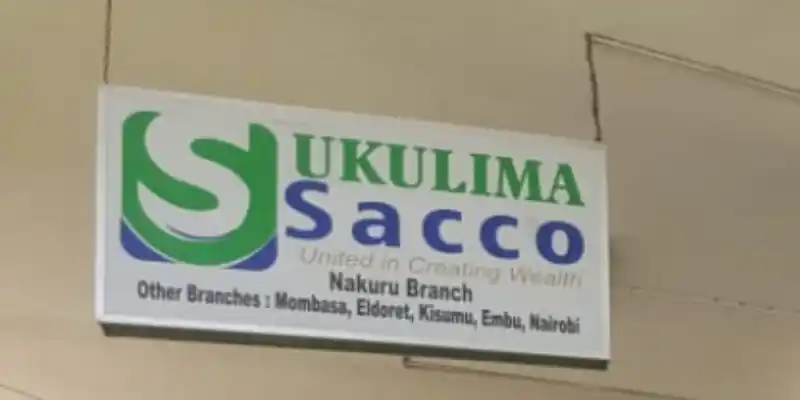 S UKULIMA
Sacco
United in Creating Wealth
Nakuru Branch
Other Branches : Mombasa, Eldoret, Kisumu, Embu, Nairobi